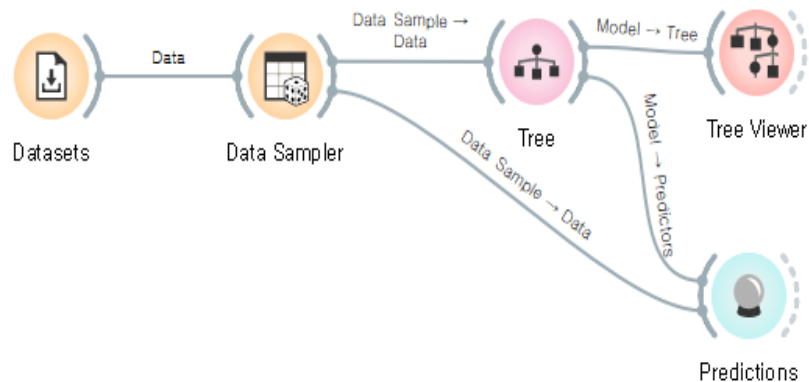 Data Sample →
Data
Model → Tree
Data
Datasets
Data Sampler
Tree
Tree Viewer
Model → Predictors
Data Sample → Data
Predictions